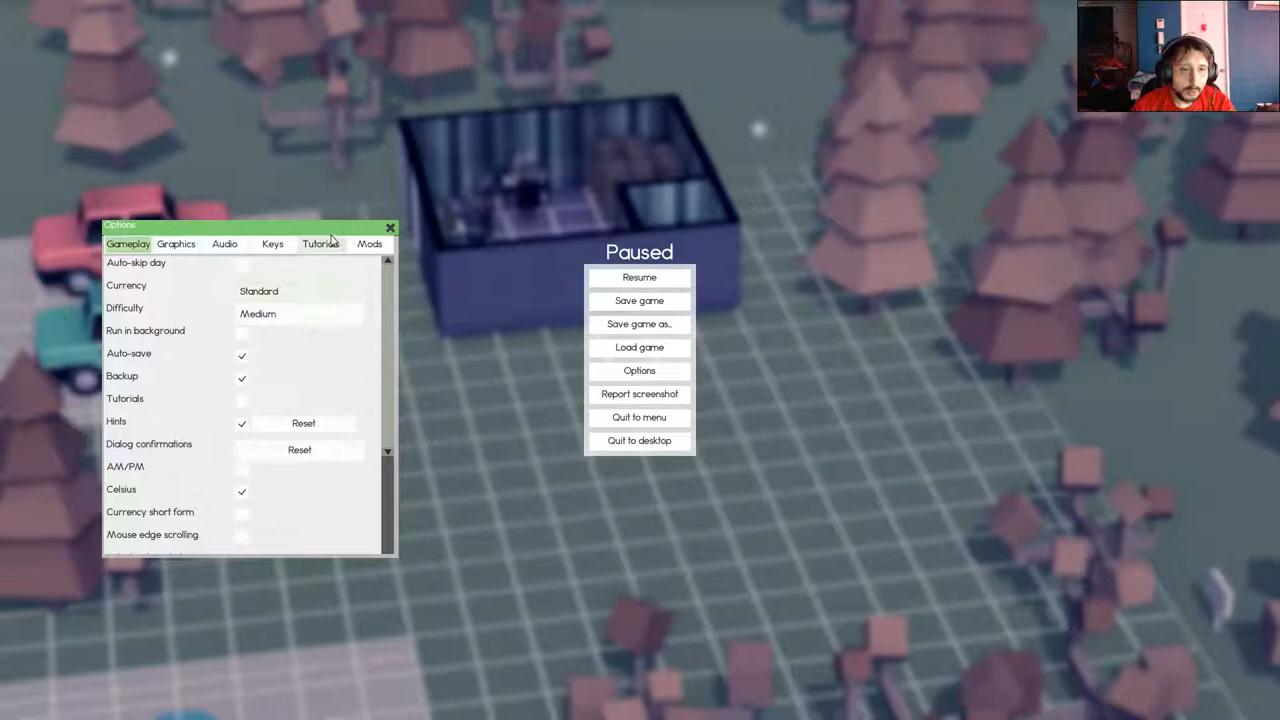 Options
Gameplay Graphics Audio Keys Tutorials Mods
Auto-skip day
Currency Standard
Difficulty Medium
Run in background
Auto-save
Backup
Tutorials
Hints Reset
Dialog confirmations Reset
AM/PM
Celsius
Currency short form
Mouse edge scrolling
Paused
Resume
Save game
Save game as..
Load game
Options
Report screenshot
Quit to menu
Quit to desktop